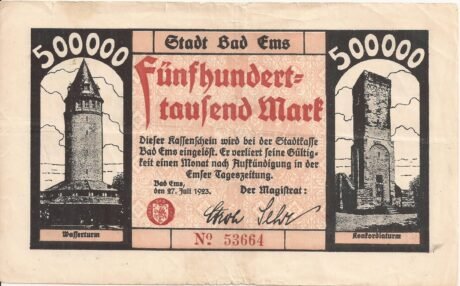 500000
Stadt Bad Ems
500000
Fünfhundert-
tausend Mark
Dieser Kassenschein wird bei der Stadtkasse
Bad Ems eingelöst. Er verliert seine Gültig-
keit einen Monat nach Aufkündigung in der
Emser Tageszeitung.
Bad Ems,
den 27. Juli 1923.
Der Magistrat:
No 53664
Wasserturm
Konkordiaturm